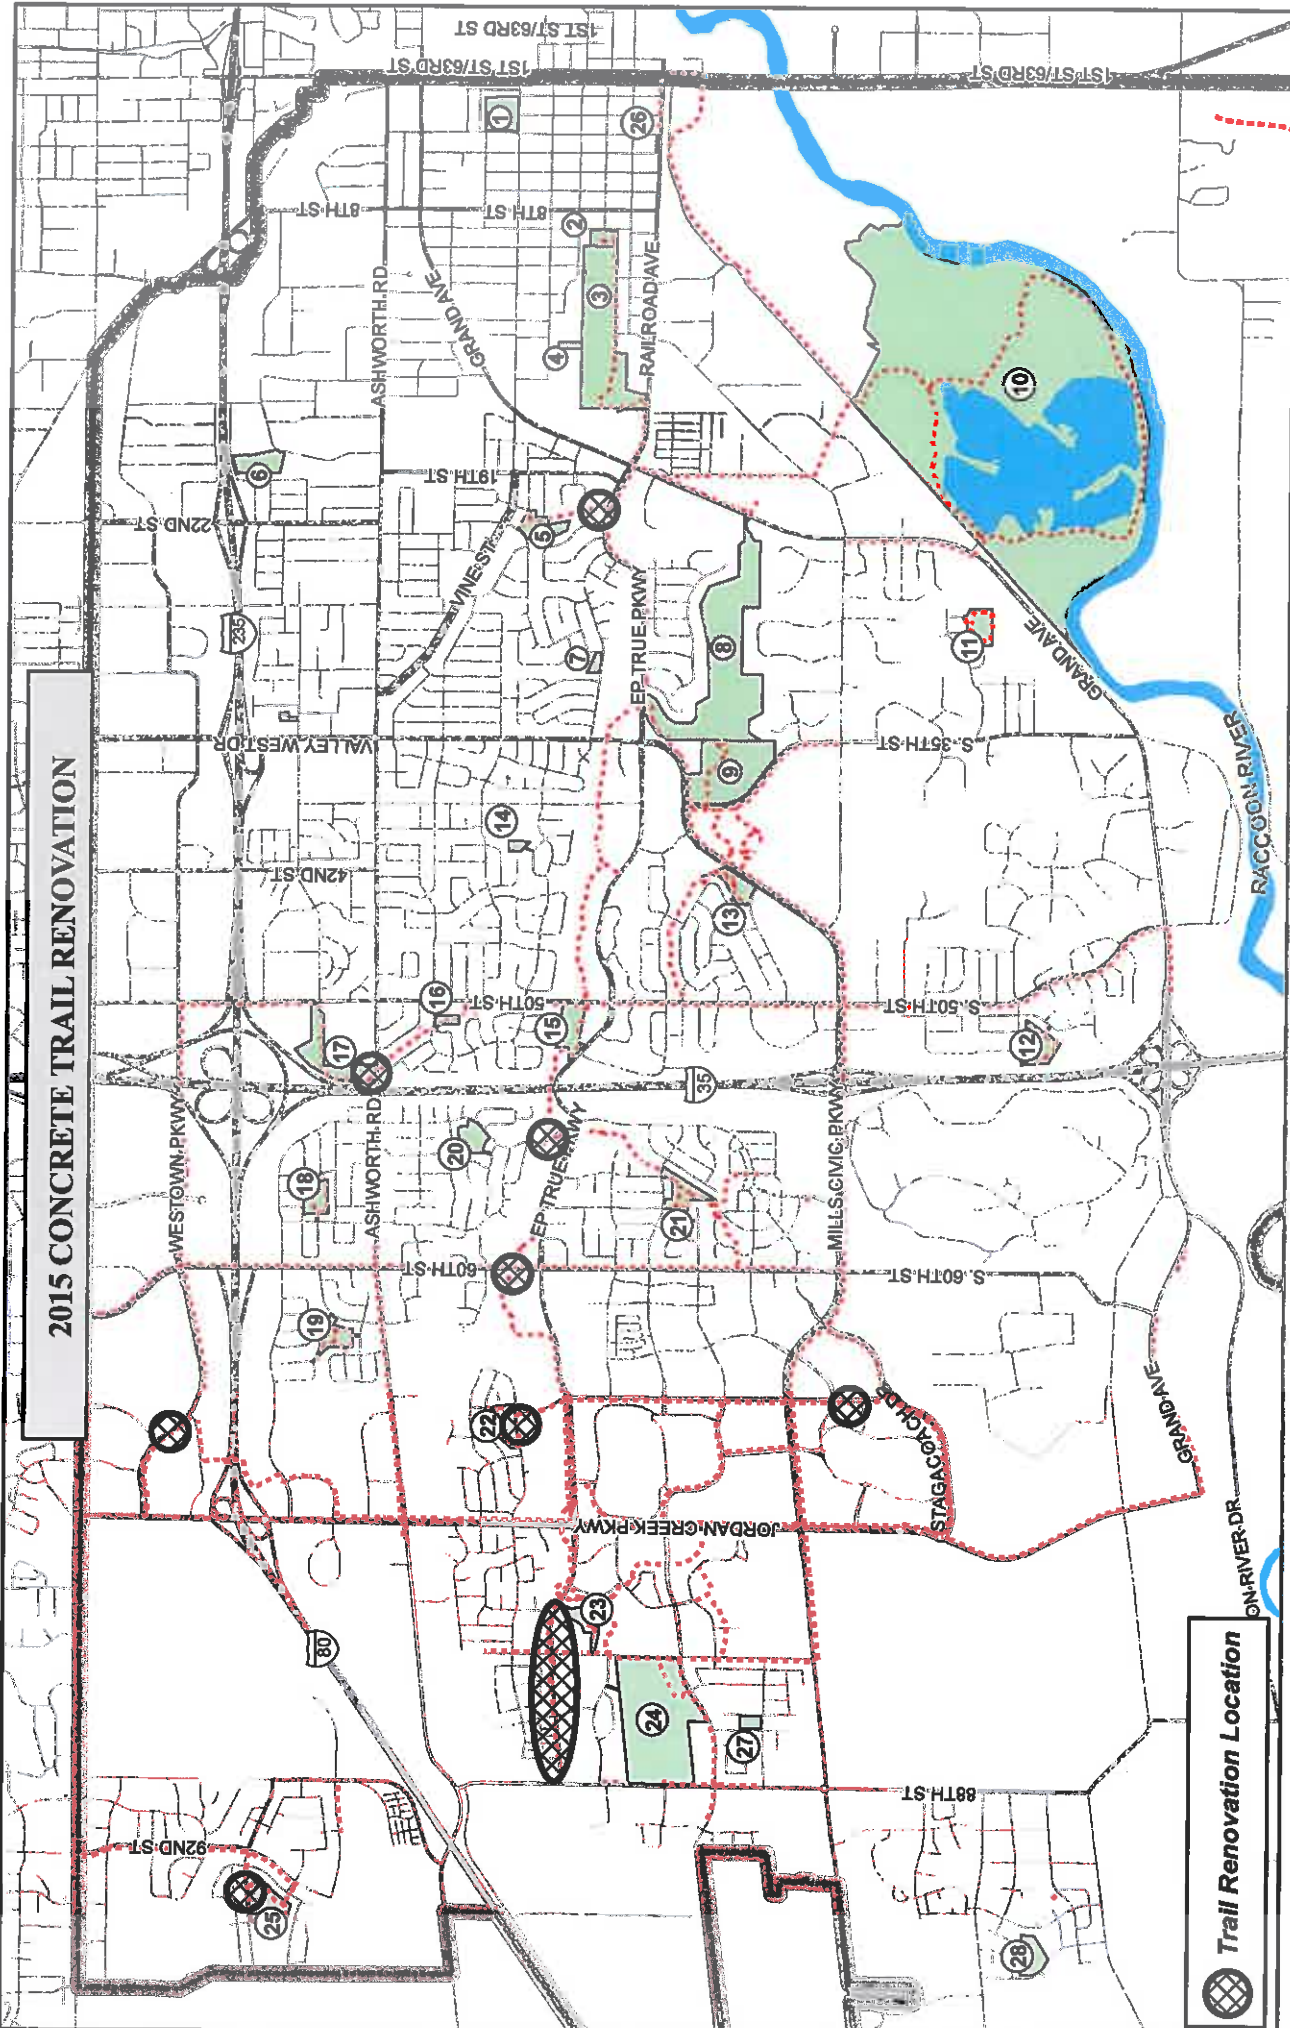 2015 CONCRETE TRAIL RENOVATION
92ND ST
25
80
WESTOWN PKWY
235
22ND ST
6
VALLEY WEST DR
42ND ST
17
18
19
ASHWORTH RD
ASHWORTH RD
8TH ST
8TH ST
1ST ST/63RD ST
1ST ST/63RD ST
1ST ST/63RD ST
GRAND AVE
19TH ST
VINE ST
1
2
3
4
5
7
14
16
50TH ST
15
20
60TH ST
22
EP TRUE PKWY
EP TRUE PKWY
RAILROAD AVE
26
23
JORDAN CREEK PKWY
21
35
13
9
8
24
27
MILLS CIVIC PKWY
88TH ST
STAGACOACH DR
S. 60TH ST
S. 50TH ST
S. 35TH ST
10
11
12
28
GRAND AVE
GRAND AVE
RACCOON RIVER
ON RIVER DR
Trail Renovation Location